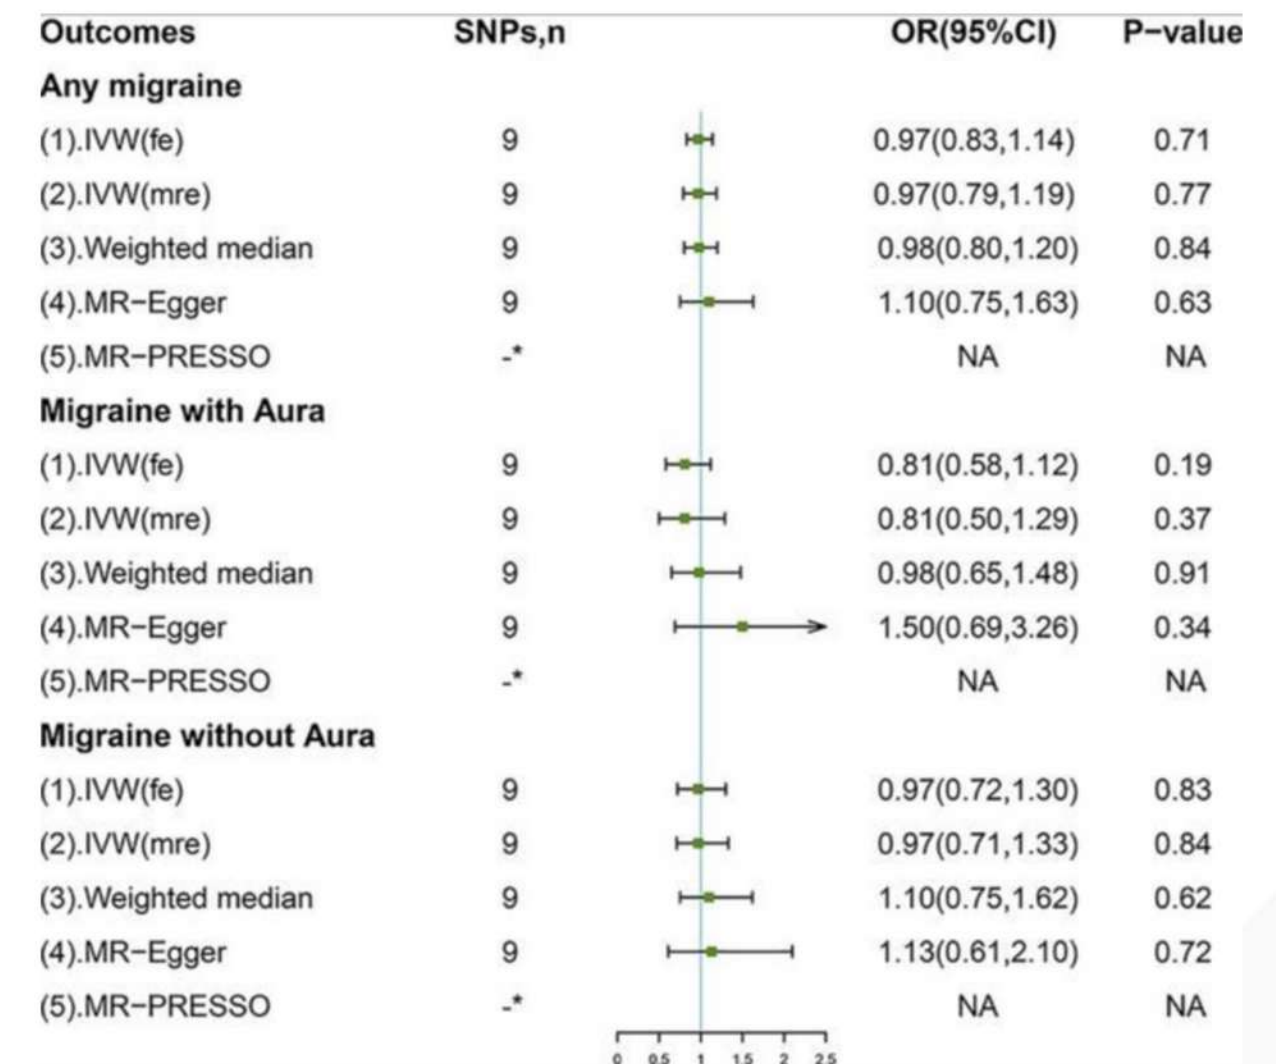 Outcomes SNPs,n OR(95%CI) P−value
Any migraine
(1).IVW(fe) 9 0.97(0.83,1.14) 0.71
(2).IVW(mre) 9 0.97(0.79,1.19) 0.77
(3).Weighted median 9 0.98(0.80,1.20) 0.84
(4).MR−Egger 9 1.10(0.75,1.63) 0.63
(5).MR−PRESSO -* NA NA
Migraine with Aura
(1).IVW(fe) 9 0.81(0.58,1.12) 0.19
(2).IVW(mre) 9 0.81(0.50,1.29) 0.37
(3).Weighted median 9 0.98(0.65,1.48) 0.91
(4).MR−Egger 9 1.50(0.69,3.26) 0.34
(5).MR−PRESSO -* NA NA
Migraine without Aura
(1).IVW(fe) 9 0.97(0.72,1.30) 0.83
(2).IVW(mre) 9 0.97(0.71,1.33) 0.84
(3).Weighted median 9 1.10(0.75,1.62) 0.62
(4).MR−Egger 9 1.13(0.61,2.10) 0.72
(5).MR−PRESSO -* NA NA
0 0.5 1 1.5 2 2.5